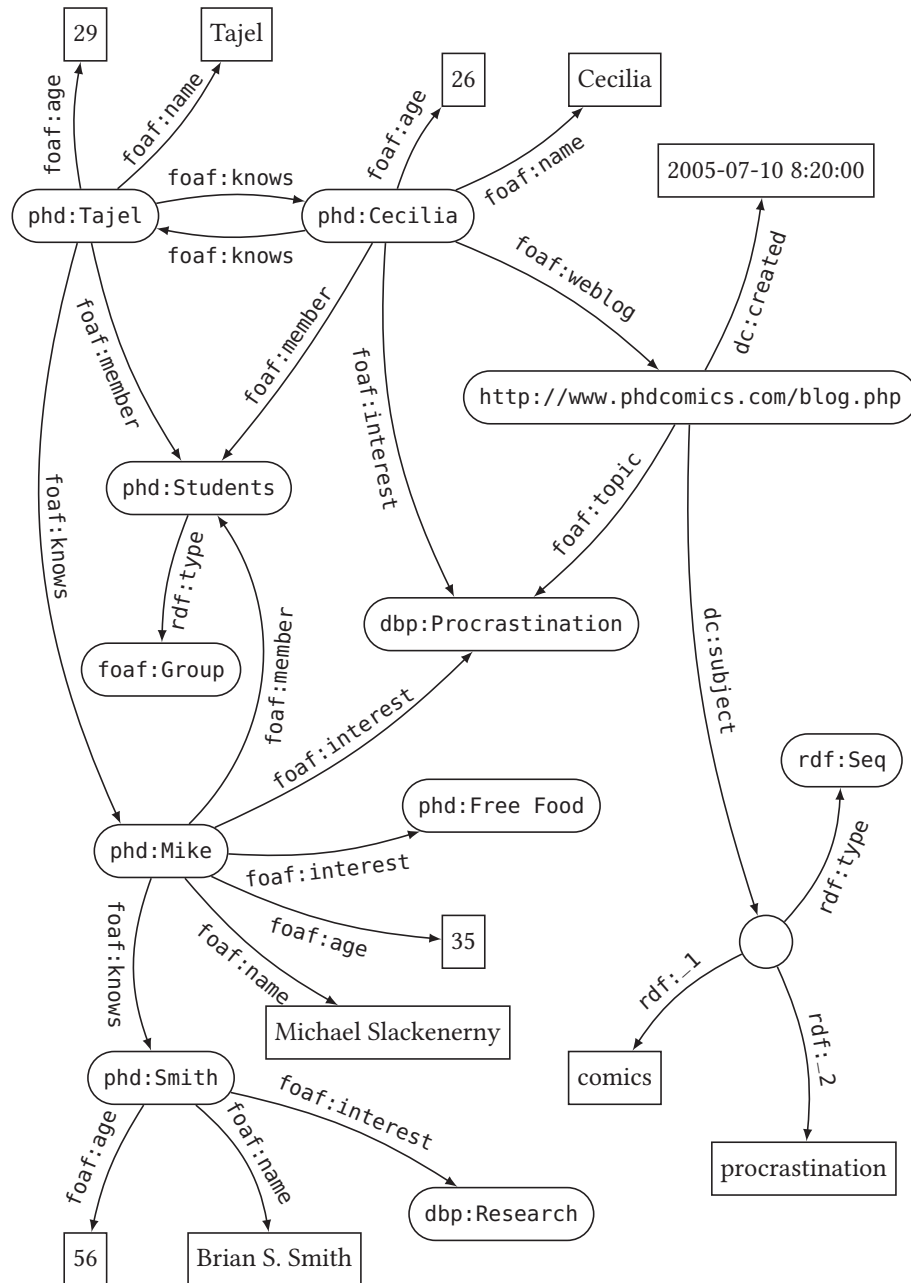 29
Tajel
26
Cecilia
foaf:age
foaf:name
foaf:age
foaf:name
2005-07-10 8:20:00
foaf:knows
phd:Tajel
phd:Cecilia
foaf:knows
foaf:weblog
dc:created
foaf:member
foaf:member
foaf:interest
http://www.phdcomics.com/blog.php
foaf:knows
phd:Students
foaf:topic
rdf:type
foaf:member
dbp:Procrastination
foaf:Group
dc:subject
foaf:interest
rdf:Seq
phd:Free Food
phd:Mike
foaf:interest
rdf:type
foaf:knows
foaf:name
foaf:age
35
rdf:_1
rdf:_2
Michael Slackenerny
phd:Smith
comics
foaf:interest
foaf:age
foaf:name
procrastination
dbp:Research
56
Brian S. Smith